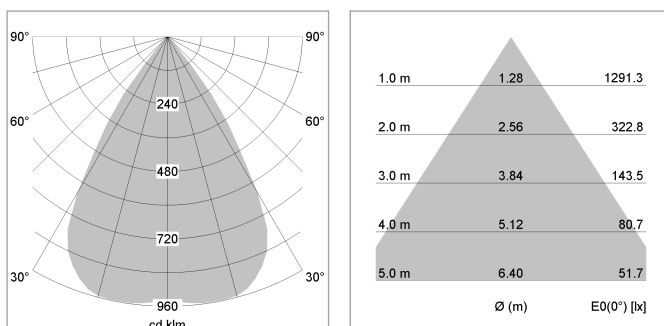 90° 90°
240
60° 60°
480
720
30° 30°
960
cd klm
1.0 m 1.28 1291.3
2.0 m 2.56 322.8
3.0 m 3.84 143.5
4.0 m 5.12 80.7
5.0 m 6.40 51.7
Ø (m) E0(0°) [lx]